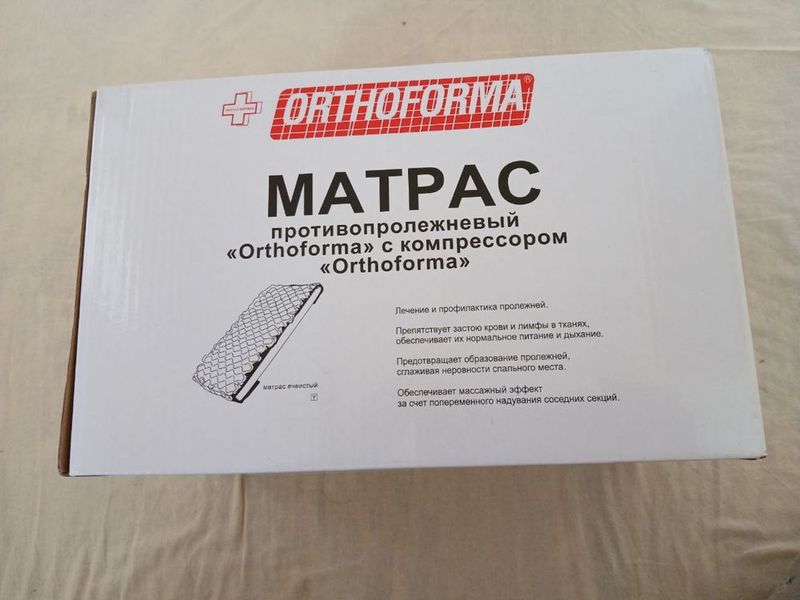 ORTHOFORMA®
МАТРАС
противопролежневый
«Orthoforma» с компрессором
«Orthoforma»
Лечение и профилактика пролежней.
Препятствует застою крови и лимфы в тканях,
обеспечивает их нормальное питание и дыхание.
Предотвращает образование пролежней,
сглаживая неровности спального места.
Обеспечивает массажный эффект
за счет попеременного надувания соседних секций.
матрас ячеистый